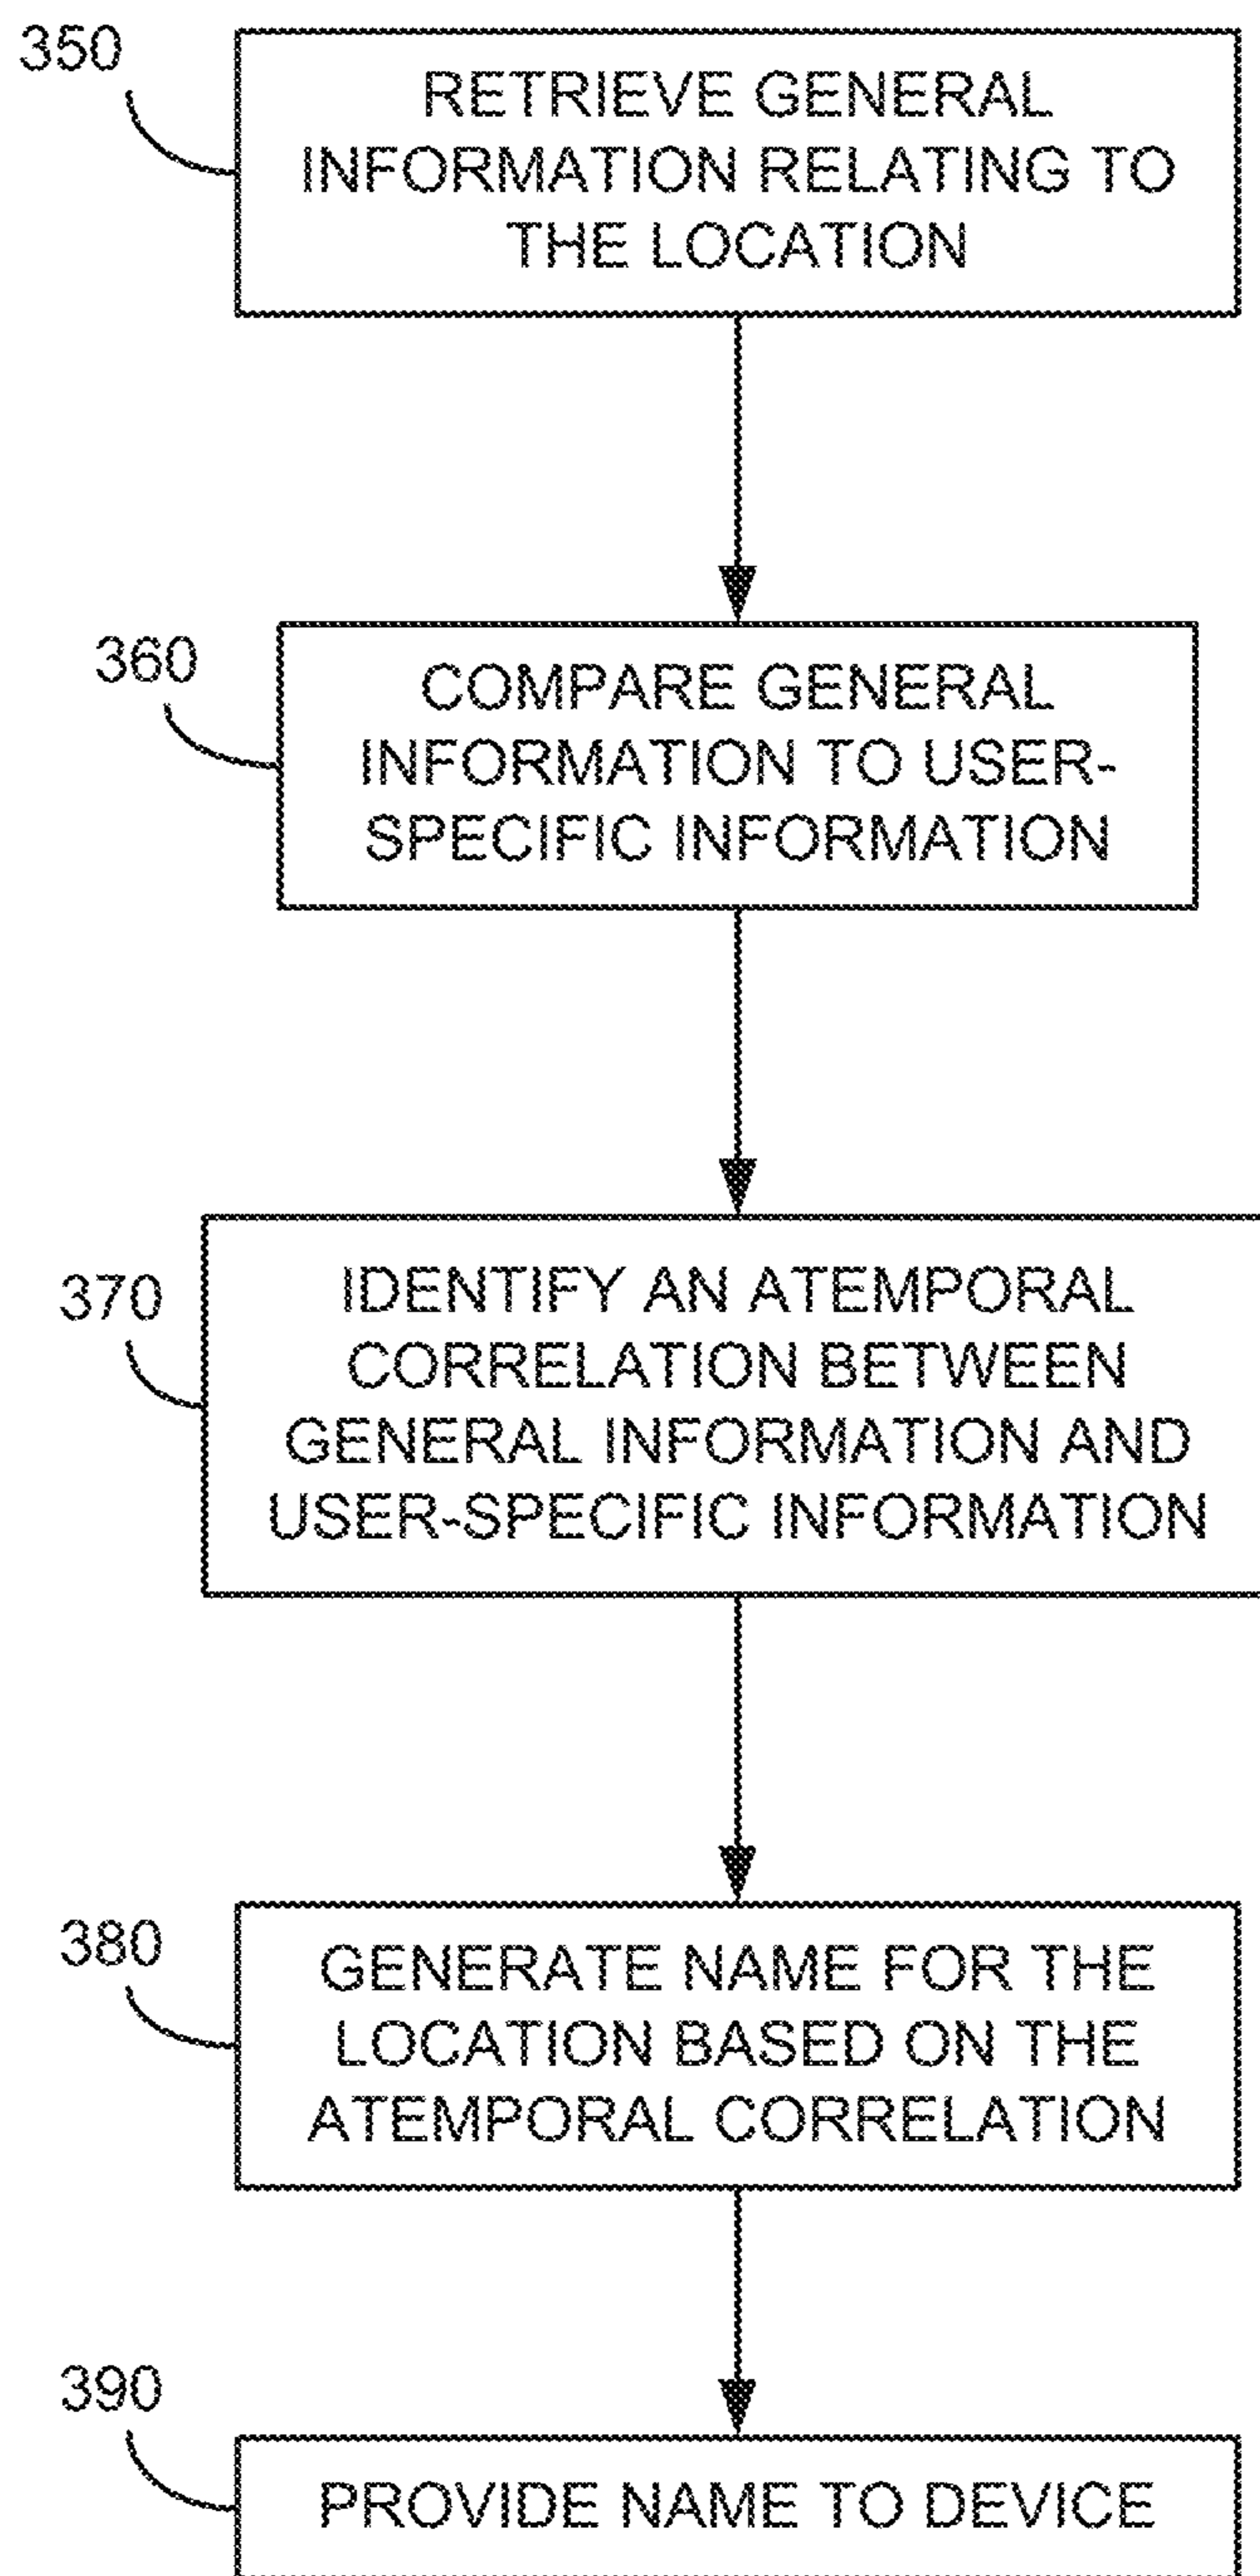 350
RETRIEVE GENERAL
INFORMATION RELATING TO
THE LOCATION
360
COMPARE GENERAL
INFORMATION TO USER-
SPECIFIC INFORMATION
370
IDENTIFY AN ATEMPORAL
CORRELATION BETWEEN
GENERAL INFORMATION AND
USER-SPECIFIC INFORMATION
380
GENERATE NAME FOR THE
LOCATION BASED ON THE
ATEMPORAL CORRELATION
390
PROVIDE NAME TO DEVICE